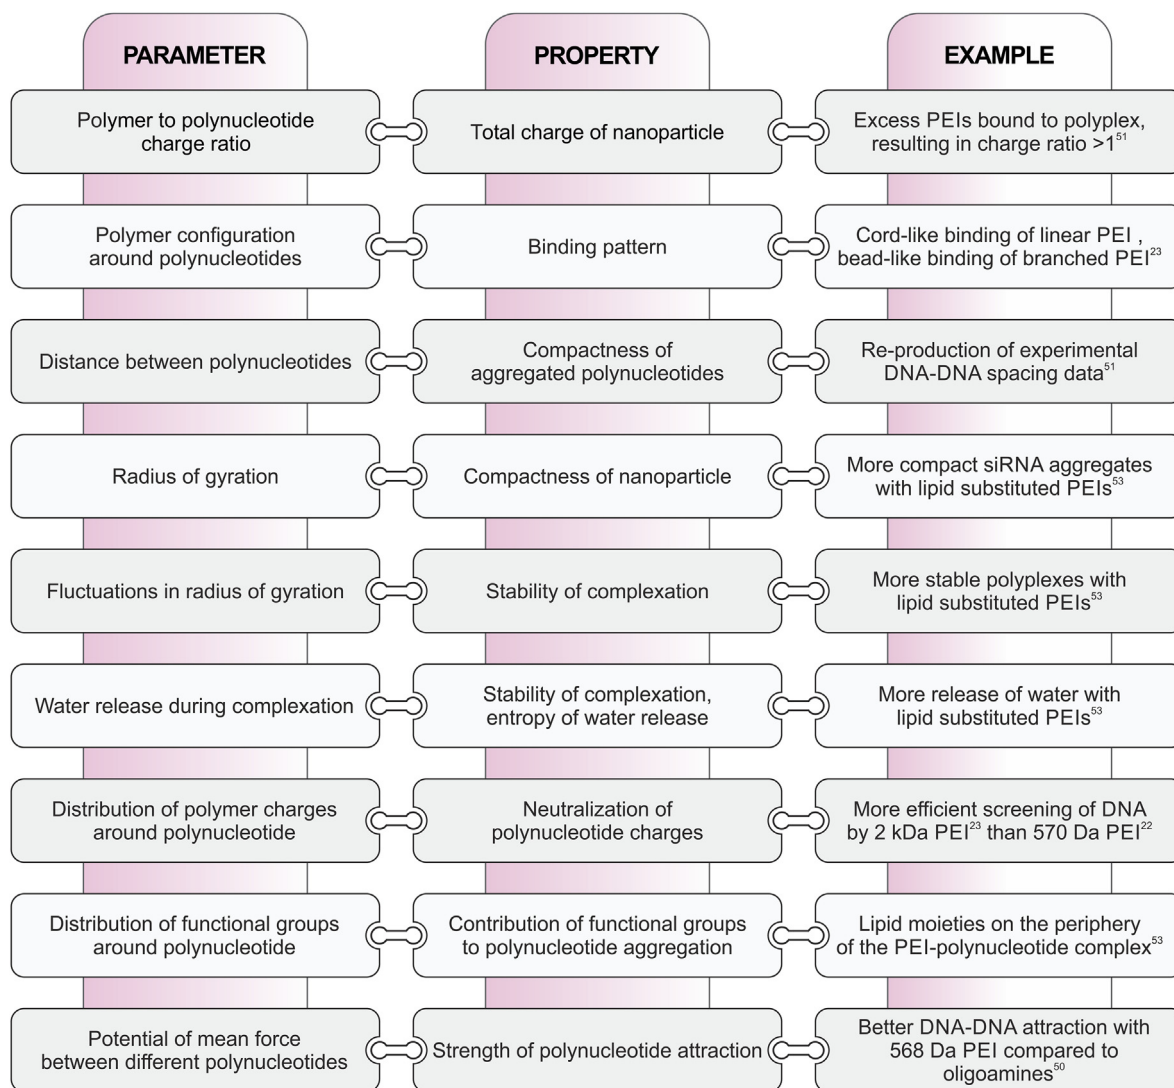 PARAMETER
PROPERTY
EXAMPLE
Polymer to polynucleotide
charge ratio
Total charge of nanoparticle
Excess PEIs bound to polyplex,
resulting in charge ratio >1⁵¹
Polymer configuration
around polynucleotides
Binding pattern
Cord-like binding of linear PEI ,
bead-like binding of branched PEI²³
Distance between polynucleotides
Compactness of
aggregated polynucleotides
Re-production of experimental
DNA-DNA spacing data⁵¹
Radius of gyration
Compactness of nanoparticle
More compact siRNA aggregates
with lipid substituted PEIs⁵³
Fluctuations in radius of gyration
Stability of complexation
More stable polyplexes with
lipid substituted PEIs⁵³
Water release during complexation
Stability of complexation,
entropy of water release
More release of water with
lipid substituted PEIs⁵³
Distribution of polymer charges
around polynucleotide
Neutralization of
polynucleotide charges
More efficient screening of DNA
by 2 kDa PEI²³ than 570 Da PEI²²
Distribution of functional groups
around polynucleotide
Contribution of functional groups
to polynucleotide aggregation
Lipid moieties on the periphery
of the PEI-polynucleotide complex⁵³
Potential of mean force
between different polynucleotides
Strength of polynucleotide attraction
Better DNA-DNA attraction with
568 Da PEI compared to
oligoamines⁵⁰